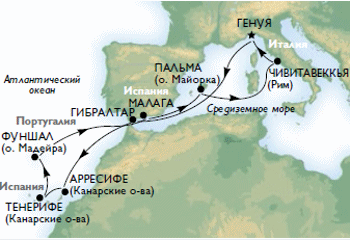 ГЕНУЯ
Италия
ПАЛЬМА
(о. Майорка)
ЧИВИТАВЕККЬЯ
(Рим)
Атлантический
океан
Испания
МАЛАГА
Средиземное море
Португалия
ГИБРАЛТАР
ФУНШАЛ
(о. Мадейра)
Испания
АРРЕСИФЕ
(Канарские о-ва)
ТЕНЕРИФЕ
(Канарские о-ва)